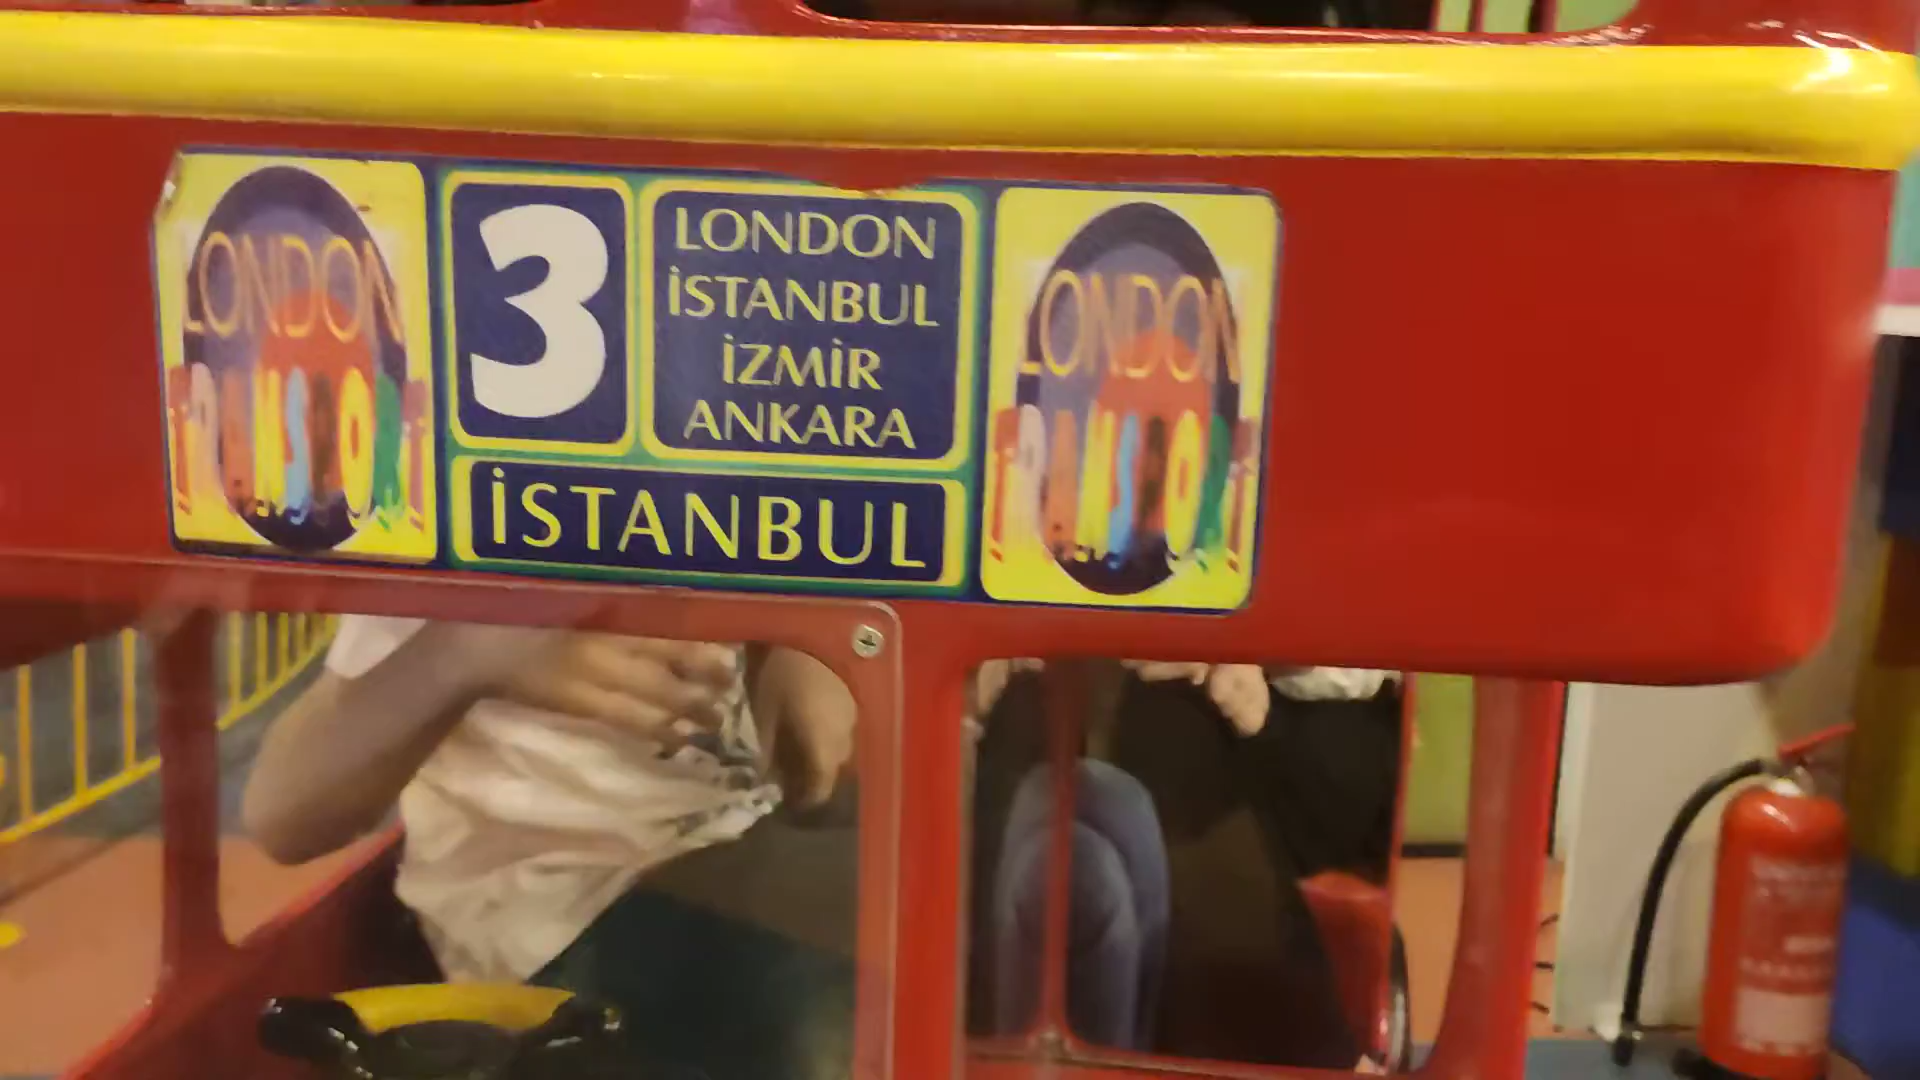 LONDON
TRANSPORT
3
LONDON
İSTANBUL
İZMİR
ANKARA
İSTANBUL
LONDON
TRANSPORT